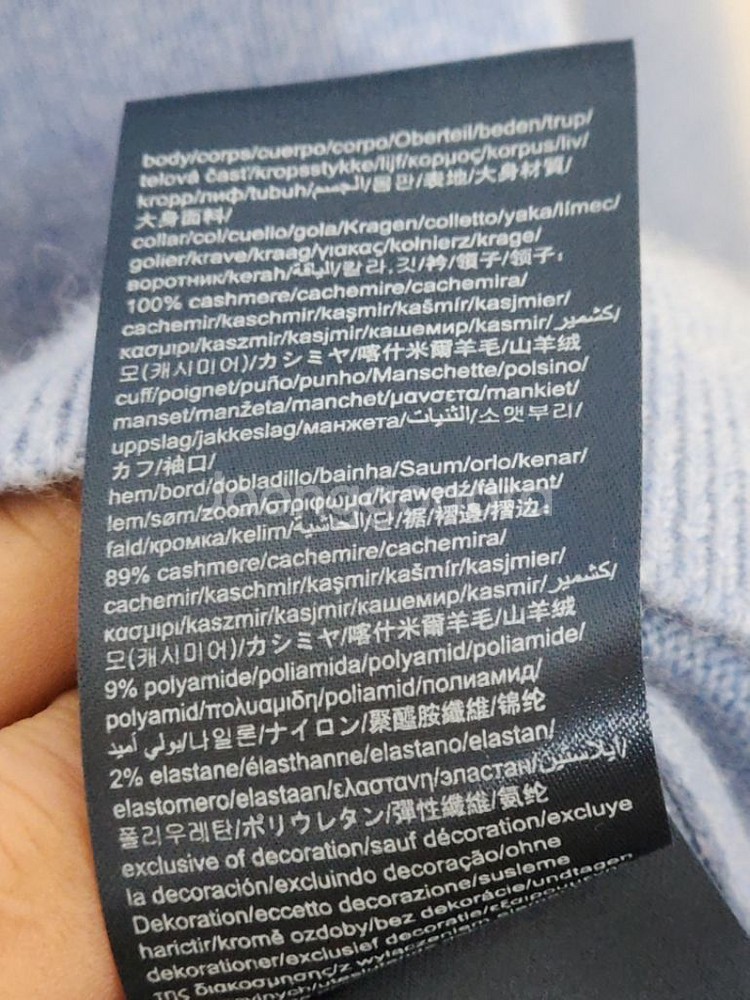 body/corps/cuerpo/corpo/Oberteil/beden/trup/
telová časť/kropsstykke/lijf/κορμος/korpus/liv/
kropp/лиф/tubuh/الجسم/몸판/表地/大身材質/
大身面料/
collar/col/cuello/gola/Kragen/colletto/yaka/límec/
golier/krave/kraag/γιακας/kolnierz/krage/
воротник/kerah/الياقة/칼라.깃/衿/領子/领子:
100% cashmere/cachemire/cachemira/
cachemir/kaschmir/kaşmir/kašmír/kasjmier/
κασμιρι/kaszmir/kasjmir/кашемир/kasmir/كشمير/
모(캐시미어)/カシミヤ/喀什米爾羊毛/山羊绒
cuff/poignet/puño/punho/Manschette/polsino/
manset/manžeta/manchet/μανσετα/mankiet/
uppslag/jakkeslag/манжета/الثنيات/소맷부리/
カフ/袖口/
hem/bord/dobladillo/bainha/Saum/orlo/kenar/
lem/søm/zoom/στριφωμα/krawędź/fâlikant/
fald/кромка/kelim/الحاشية/단/裾/褶邊/摺边:
89% cashmere/cachemire/cachemira/
cachemir/kaschmir/kaşmir/kašmír/kasjmier/
κασμιρι/kaszmir/kasjmir/кашемир/kasmir/كشمير/
모(캐시미어)/カシミヤ/喀什米爾羊毛/山羊绒
9% polyamide/poliamida/polyamid/poliamide/
polyamid/πολυαμιδη/poliamid/полиамид/
بولي أميد/나일론/ナイロン/聚醯胺纖維/锦纶
2% elastane/élasthanne/elastano/elastan/
elastomero/elastaan/ελαστανη/эластан/إيلاستين/
폴리우레탄/ポリウレタン/彈性纖維/氨纶
exclusive of decoration/sauf décoration/excluye
la decoración/excluindo decoração/ohne
Dekoration/eccetto decorazione/susleme
harictir/kromě ozdoby/bez dekorácie/undtagen
dekorationer/exclusief decoratie/εξαιρουμ
της διακοσμησης/z wyłączeniem